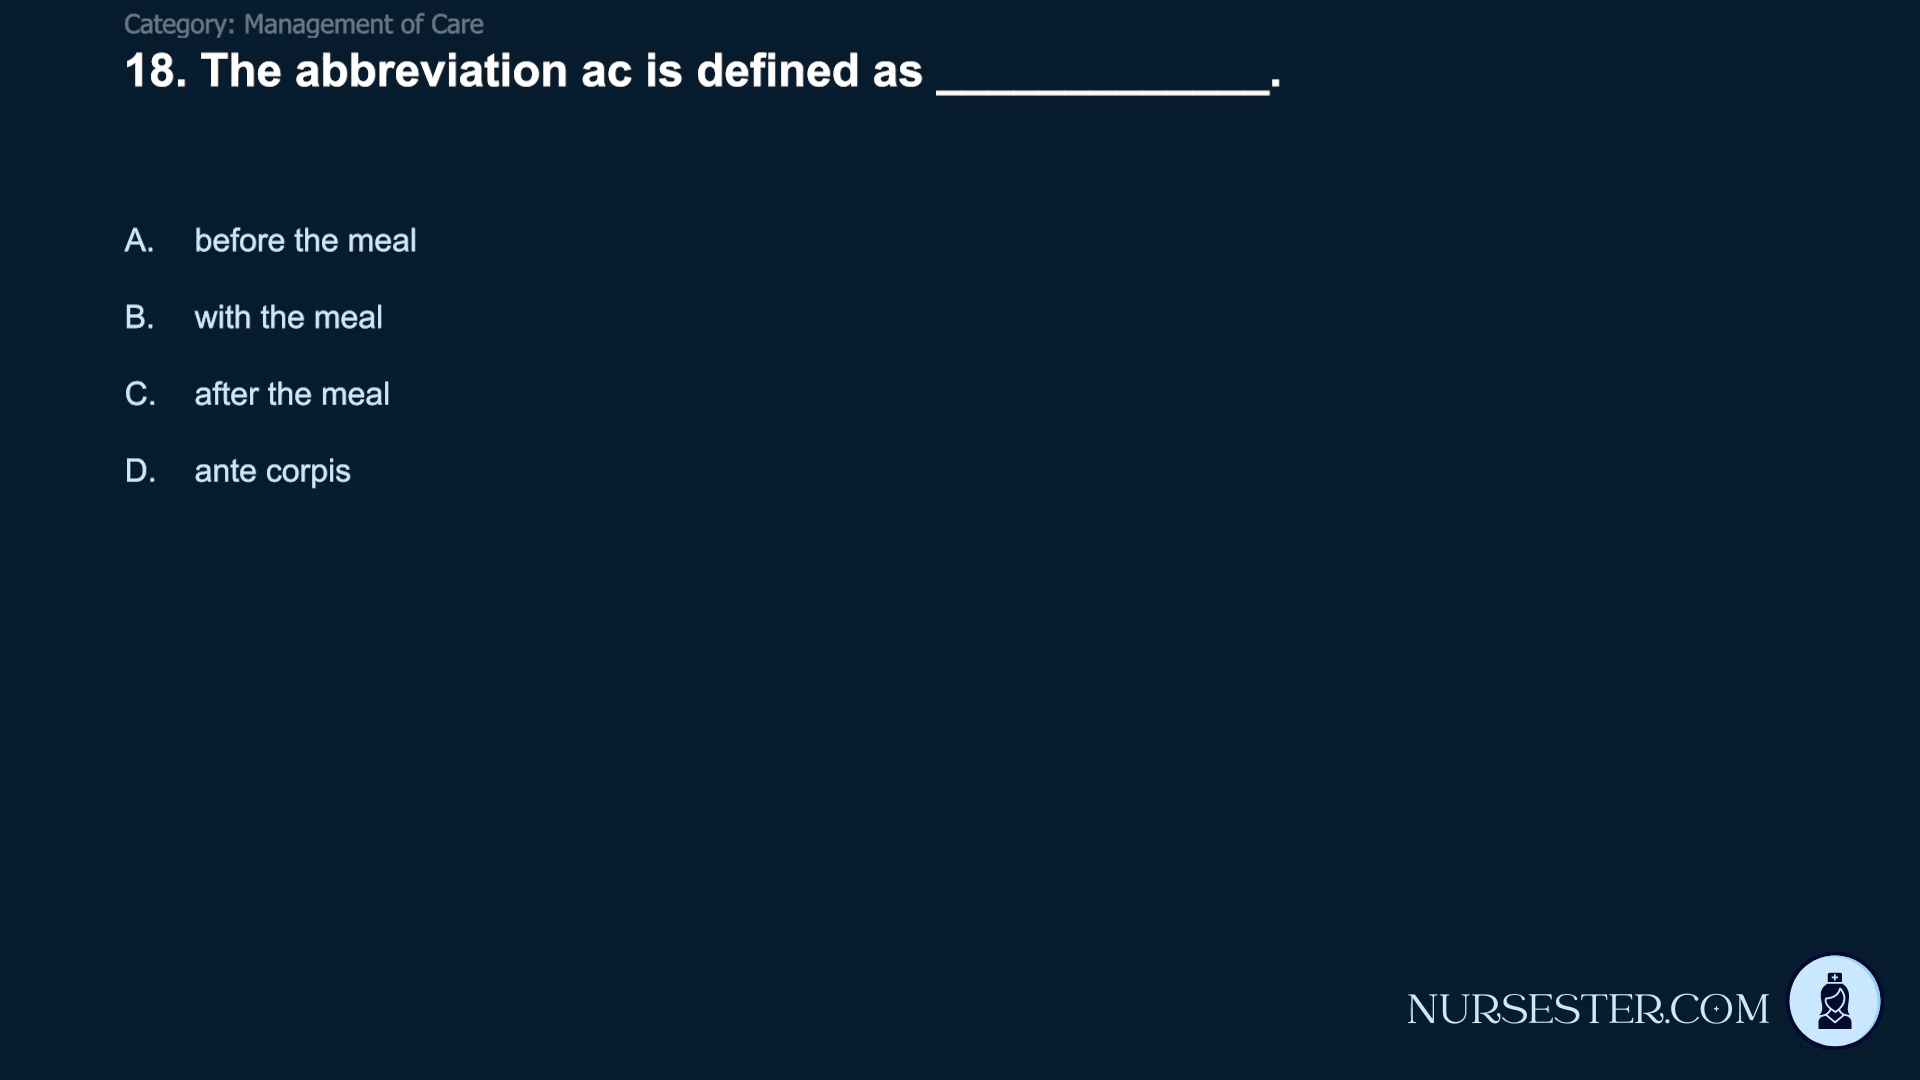 Category: Management of Care
18. The abbreviation ac is defined as _____________.
A. before the meal
B. with the meal
C. after the meal
D. ante corpis
NURSESTER.COM